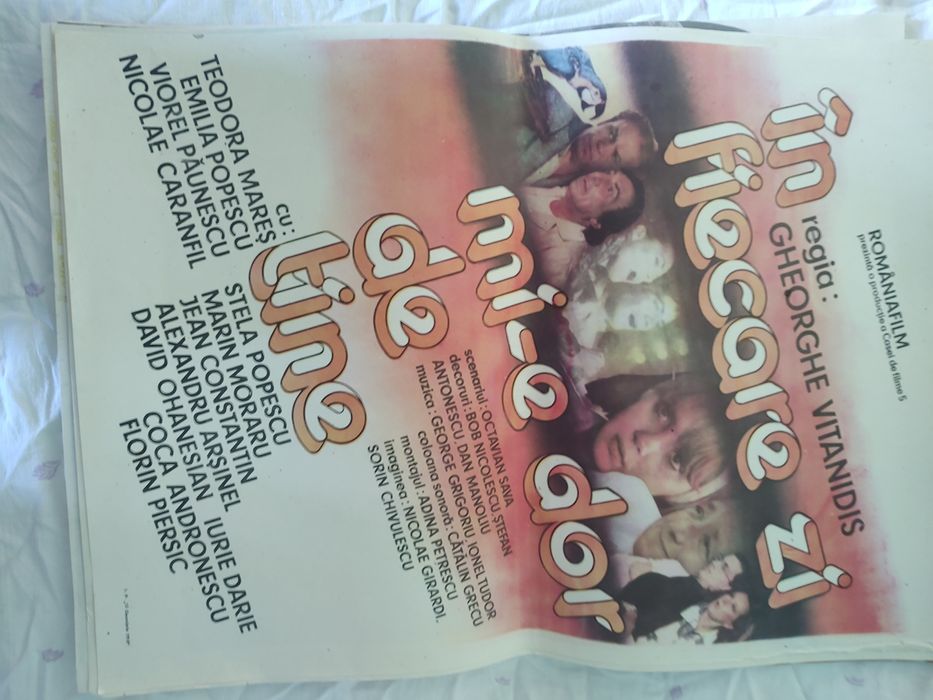 ROMÂNIAFILM
prezintă o producție a Casei de filme 5
În
fiecare zi
regia:
GHEORGHE VITANIDIS
mi-e dor
de
tine
scenariul: OCTAVIAN SAVA
decoruri: BOB NICOLESCU, ȘTEFAN
ANTONESCU, DAN MANOLIU
muzica: GEORGE GRIGORIU, IONEL TUDOR
coloana sonoră: CĂTĂLIN GRECU
montajul: ADINA PETRESCU
imaginea: NICOLAE GIRARDI,
SORIN CHIVULESCU
cu:
TEODORA MAREȘ
EMILIA POPESCU
VIOREL PĂUNESCU
NICOLAE CARANFIL
STELA POPESCU
MARIN MORARU
JEAN CONSTANTIN
ALEXANDRU ARȘINEL IURIE DARIE
DAVID OHANESIAN
COCA ANDRONESCU
FLORIN PIERSIC